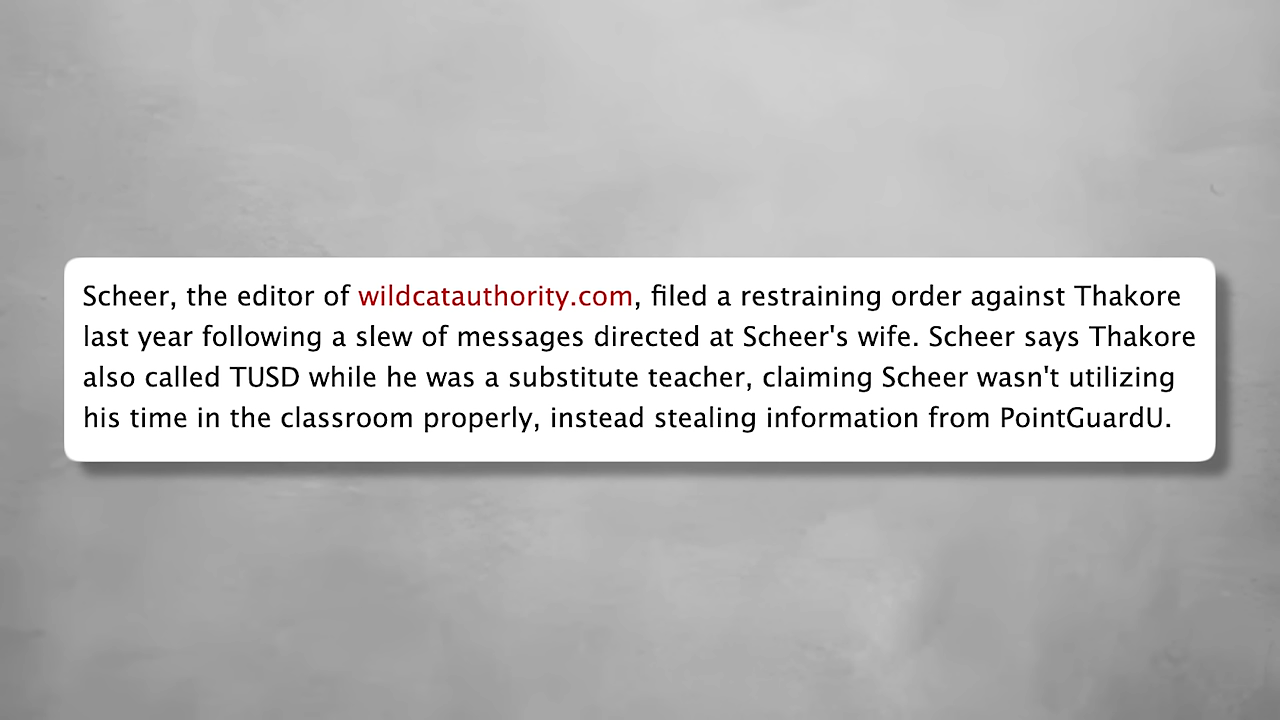 Scheer, the editor of wildcatauthority.com, filed a restraining order against Thakore
last year following a slew of messages directed at Scheer's wife. Scheer says Thakore
also called TUSD while he was a substitute teacher, claiming Scheer wasn't utilizing
his time in the classroom properly, instead stealing information from PointGuardU.